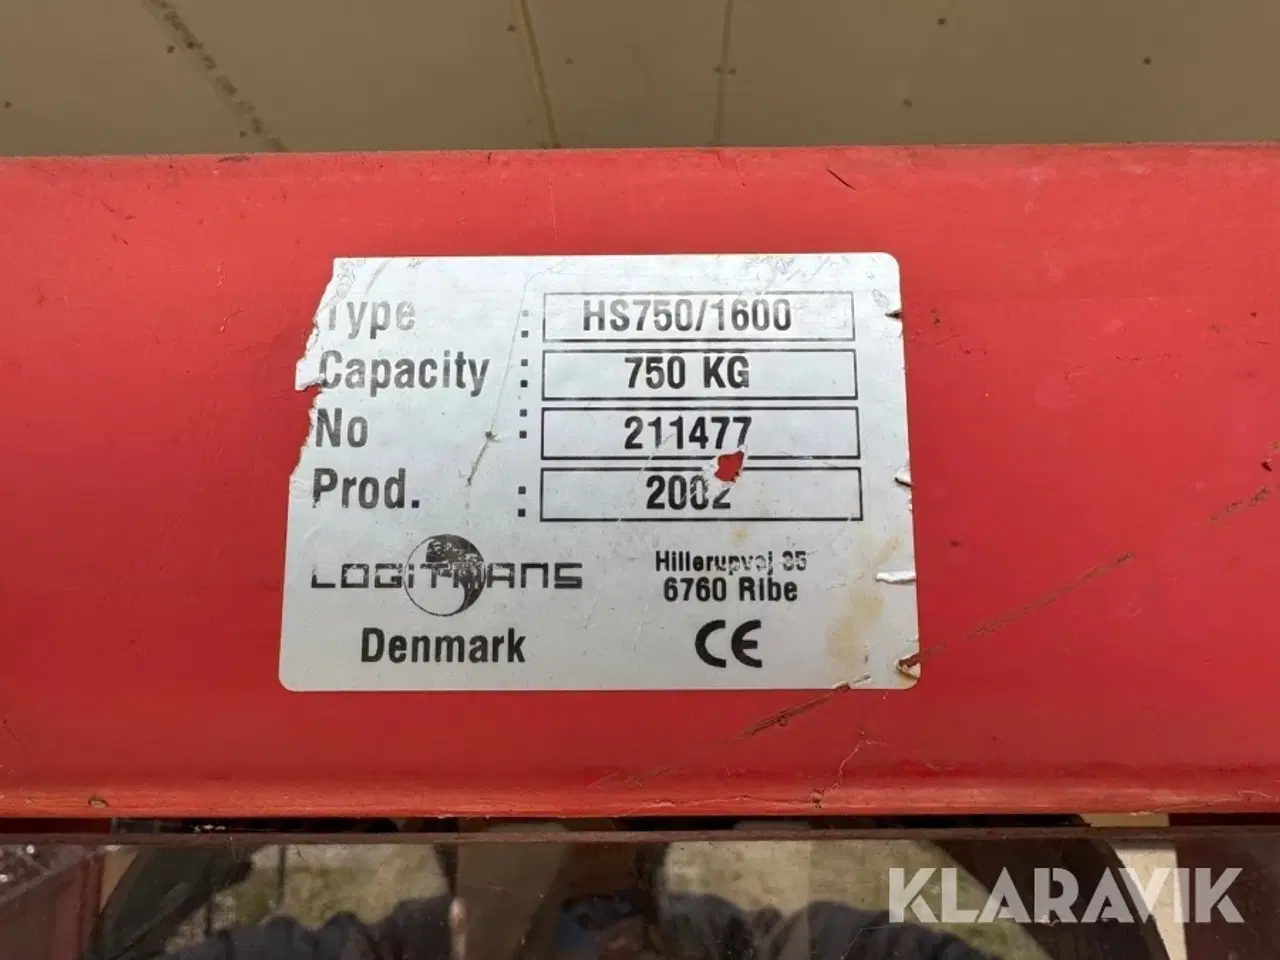 Type : HS750/1600
Capacity : 750 KG
No : 211477
Prod. : 2002
LOGITRANS
Hillerupvej 35
6760 Ribe
Denmark
CE
KLARAVIK